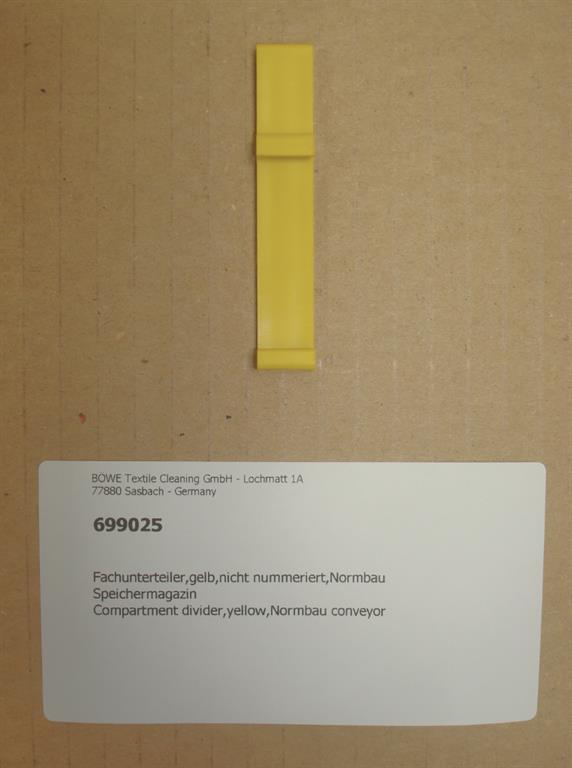 BÖWE Textile Cleaning GmbH - Lochmatt 1A
77880 Sasbach - Germany
699025
Fachunterteiler,gelb,nicht nummeriert,Normbau
Speichermagazin
Compartment divider,yellow,Normbau conveyor